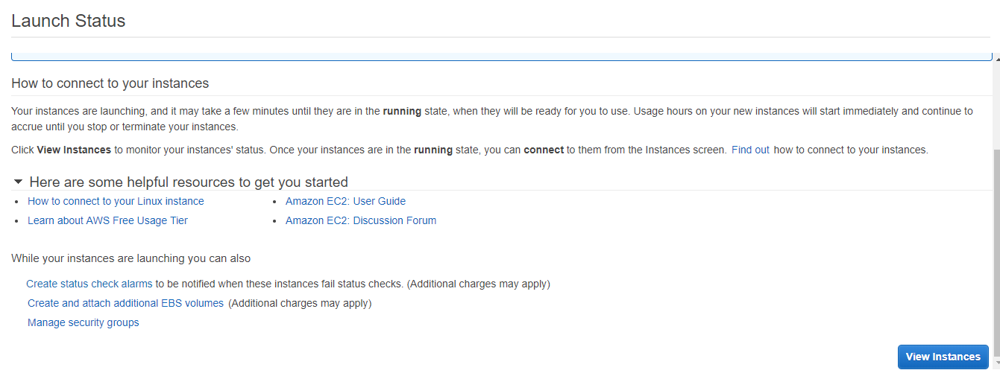 Launch Status
How to connect to your instances
Your instances are launching, and it may take a few minutes until they are in the running state, when they will be ready for you to use. Usage hours on your new instances will start immediately and continue to
accrue until you stop or terminate your instances.
Click View Instances to monitor your instances' status. Once your instances are in the running state, you can connect to them from the Instances screen. Find out how to connect to your instances.
Here are some helpful resources to get you started
• How to connect to your Linux instance
• Learn about AWS Free Usage Tier
• Amazon EC2: User Guide
• Amazon EC2: Discussion Forum
While your instances are launching you can also
Create status check alarms to be notified when these instances fail status checks. (Additional charges may apply)
Create and attach additional EBS volumes (Additional charges may apply)
Manage security groups
View Instances